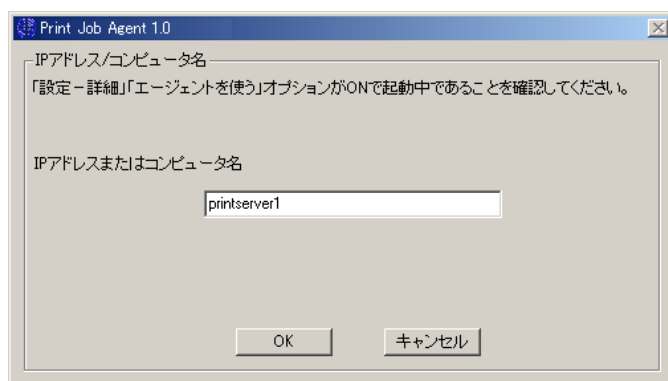 Print Job Agent 1.0
IPアドレス/コンピュータ名
「設定－詳細」「エージェントを使う」オプションがONで起動中であることを確認してください。
IPアドレスまたはコンピュータ名
printserver1
OK
キャンセル